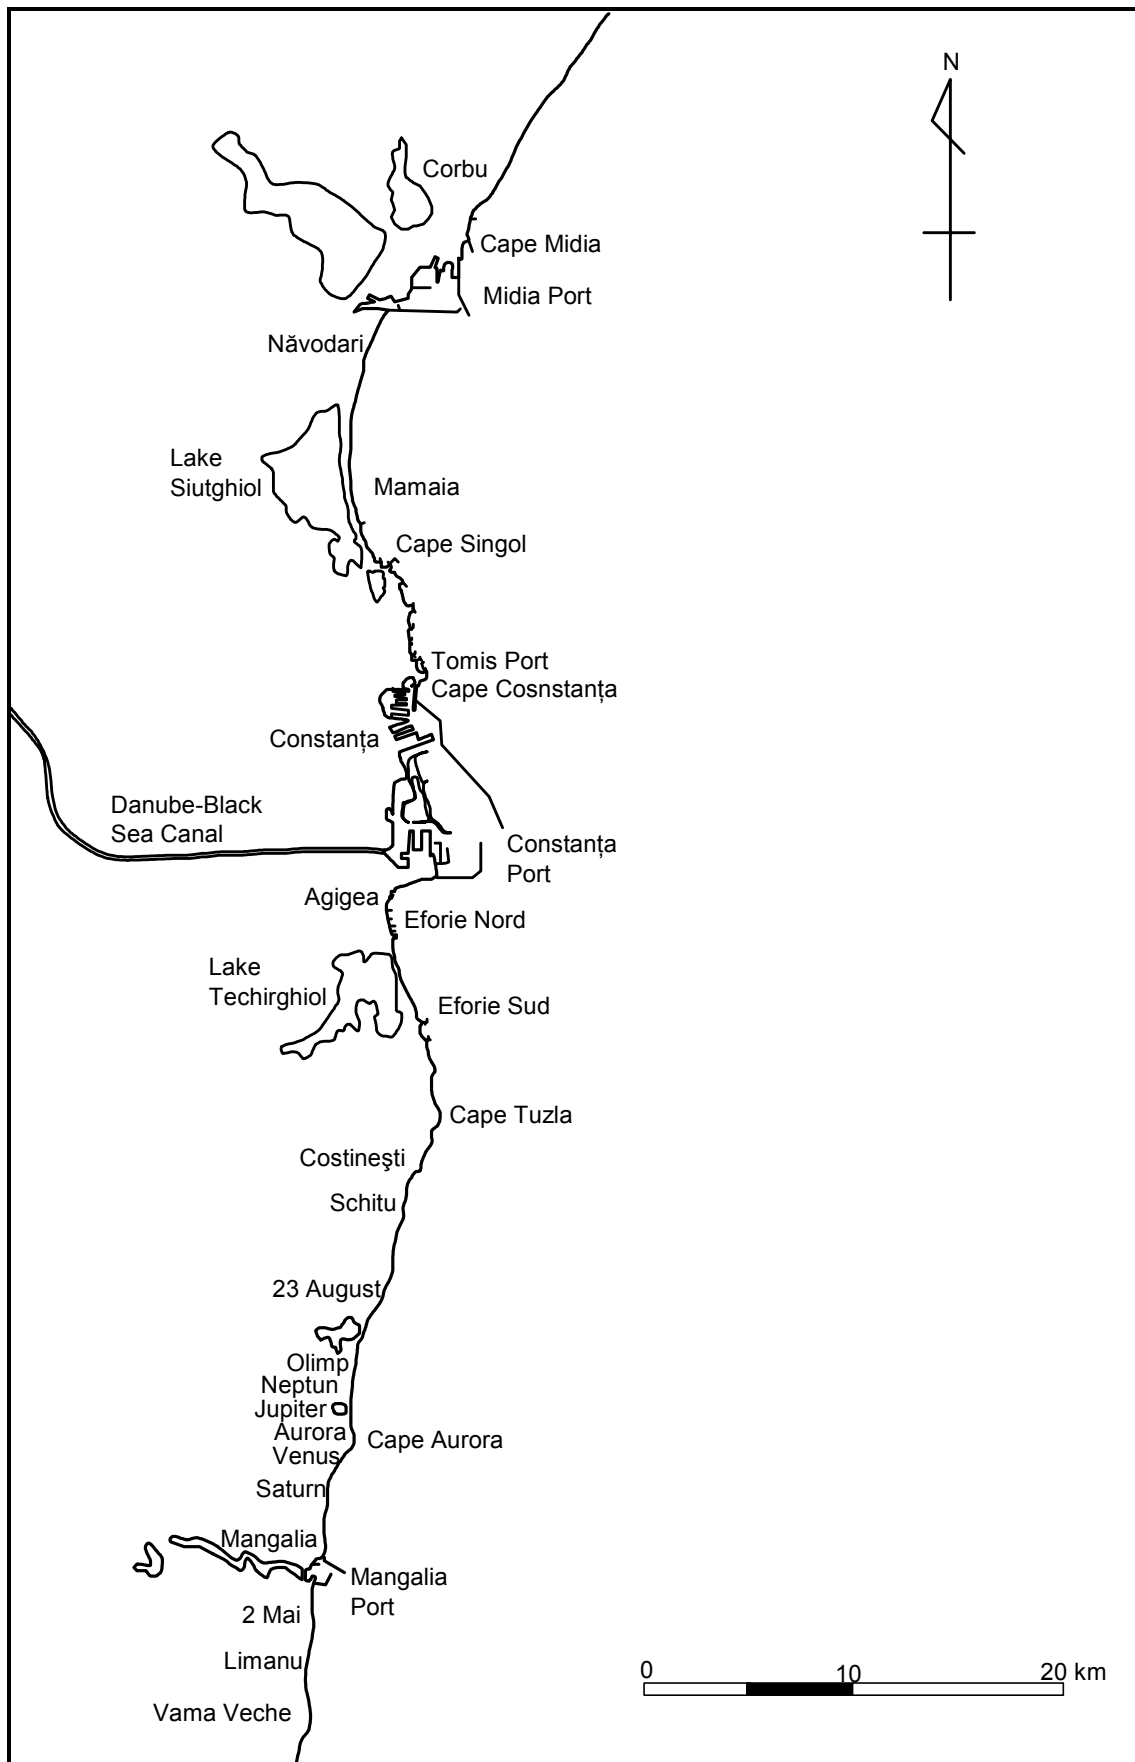 N
Corbu
Cape Midia
Midia Port
Năvodari
Lake
Siutghiol
Mamaia
Cape Singol
Tomis Port
Cape Cosnstanța
Constanța
Danube-Black
Sea Canal
Constanța
Port
Agigea
Eforie Nord
Lake
Techirghiol
Eforie Sud
Cape Tuzla
Costineşti
Schitu
23 August
Olimp
Neptun
Jupiter
Aurora
Cape Aurora
Venus
Saturn
Mangalia
Mangalia
Port
2 Mai
Limanu
0 10 20 km
Vama Veche